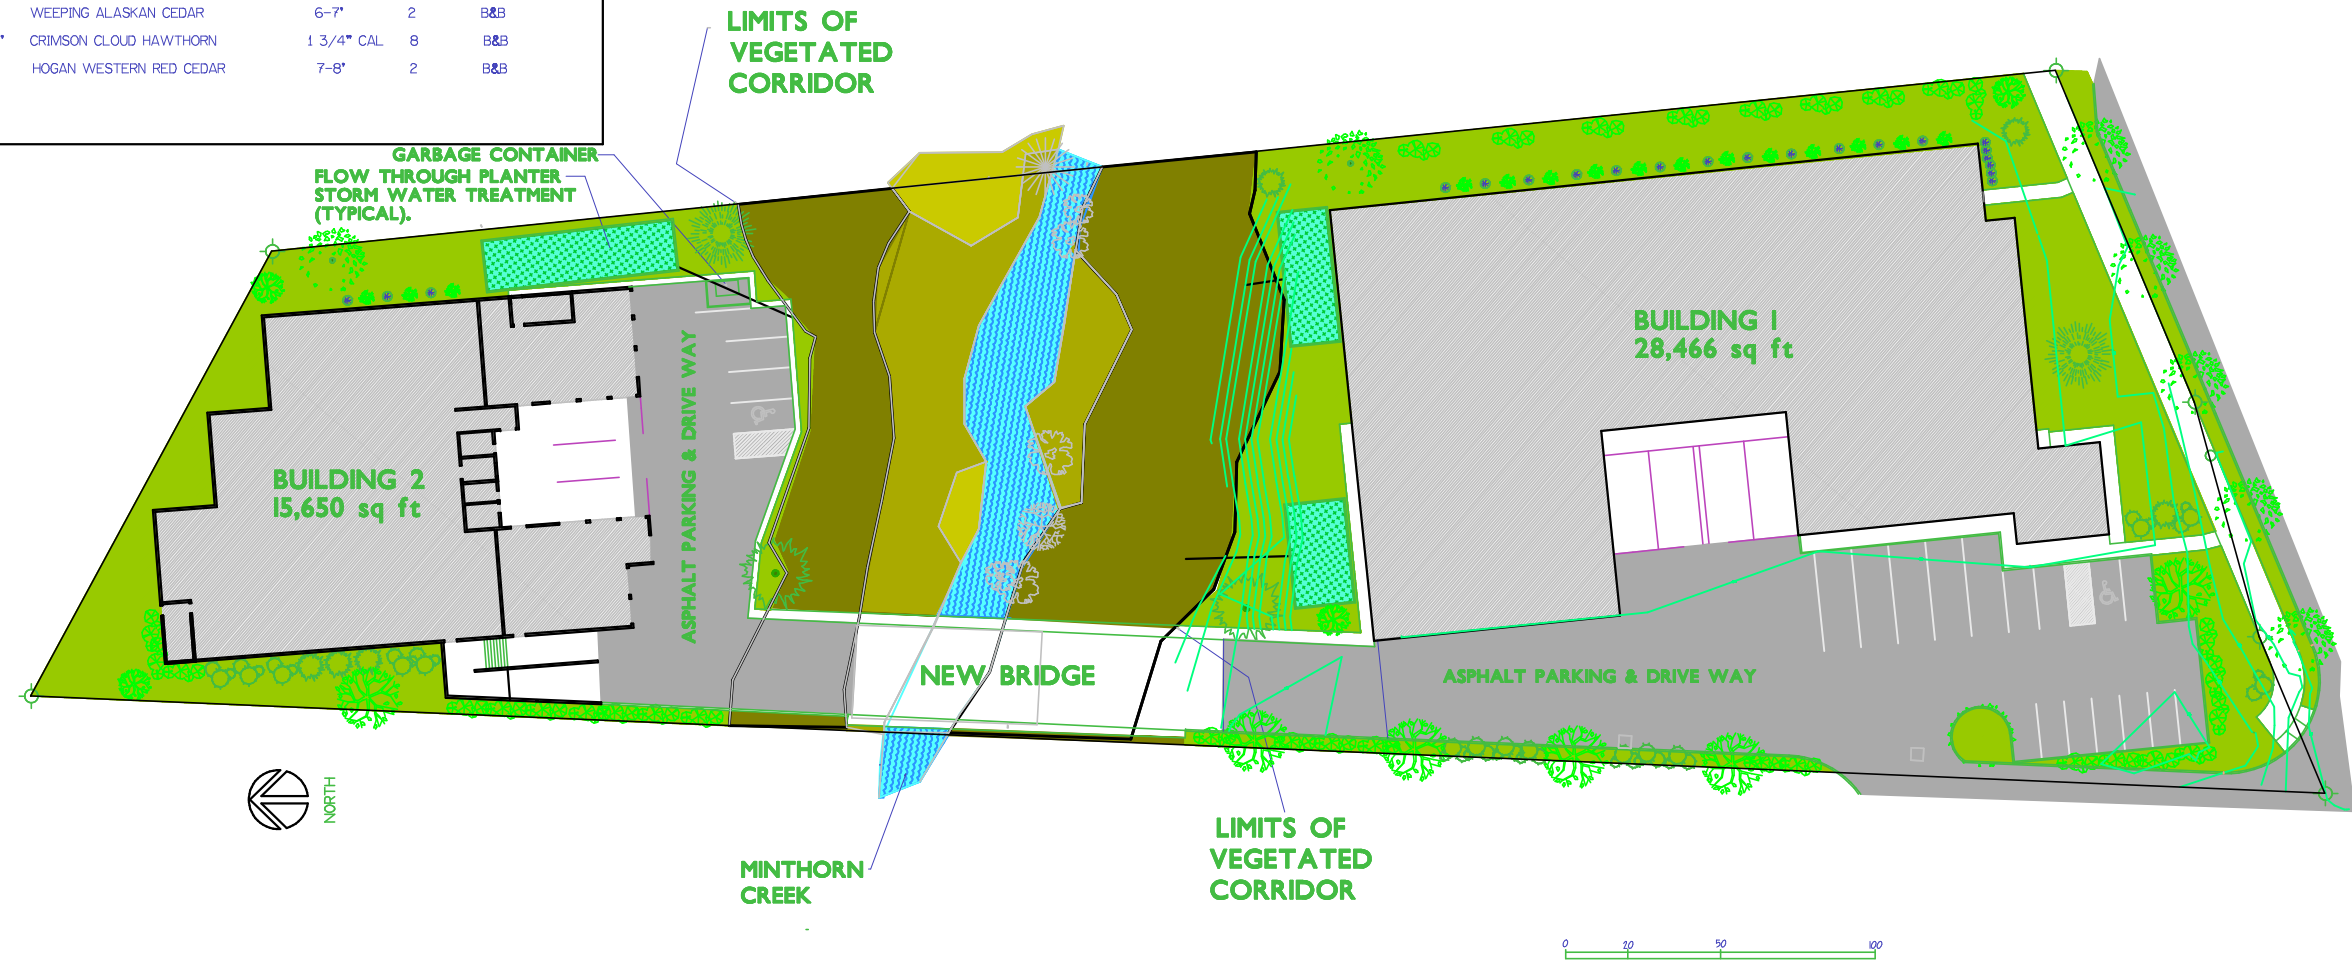 WEEPING ALASKAN CEDAR 6-7' 2 B&B
CRIMSON CLOUD HAWTHORN 1 3/4" CAL 8 B&B
HOGAN WESTERN RED CEDAR 7-8' 2 B&B
LIMITS OF
VEGETATED
CORRIDOR
GARBAGE CONTAINER
FLOW THROUGH PLANTER
STORM WATER TREATMENT
(TYPICAL).
BUILDING 1
28,466 sq ft
ASPHALT PARKING & DRIVE WAY
BUILDING 2
15,650 sq ft
NEW BRIDGE
ASPHALT PARKING & DRIVE WAY
NORTH
LIMITS OF
VEGETATED
CORRIDOR
MINTHORN
CREEK
0 20 50 100